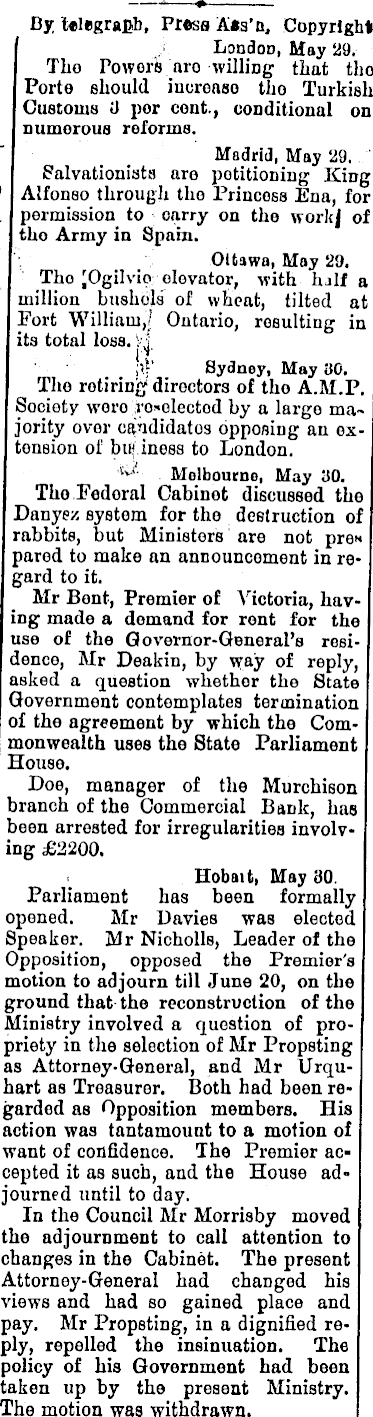 By telegraph, Press Ass'n, Copyright
London, May 29.
The Powers are willing that the
Porte should increase the Turkish
Customs 3 per cent., conditional on
numerous reforms.
Madrid, May 29.
Salvationists are petitioning King
Alfonso through the Princess Ena, for
permission to carry on the work of
the Army in Spain.
Ottawa, May 29.
The Ogilvie elevator, with half a
million bushels of wheat, tilted at
Fort William, Ontario, resulting in
its total loss.
Sydney, May 30.
The retiring directors of the A.M.P.
Society were re-elected by a large ma-
jority over candidates opposing an ex-
tension of business to London.
Melbourne, May 30.
The Federal Cabinet discussed the
Danyez system for the destruction of
rabbits, but Ministers are not pre-
pared to make an announcement in re-
gard to it.
Mr Bent, Premier of Victoria, hav-
ing made a demand for rent for the
use of the Governor-General's resi-
dence, Mr Deakin, by way of reply,
asked a question whether the State
Government contemplates termination
of the agreement by which the Com-
monwealth uses the State Parliament
House.
Doe, manager of the Murchison
branch of the Commercial Bank, has
been arrested for irregularities involv-
ing £2200.
Hobart, May 30.
Parliament has been formally
opened. Mr Davies was elected
Speaker. Mr Nicholls, Leader of the
Opposition, opposed the Premier's
motion to adjourn till June 20, on the
ground that the reconstruction of the
Ministry involved a question of pro-
priety in the selection of Mr Propsting
as Attorney-General, and Mr Urqu-
hart as Treasurer. Both had been re-
garded as Opposition members. His
action was tantamount to a motion of
want of confidence. The Premier ac-
cepted it as such, and the House ad-
journed until to day.
In the Council Mr Morrisby moved
the adjournment to call attention to
changes in the Cabinet. The present
Attorney-General had changed his
views and had so gained place and
pay. Mr Propsting, in a dignified re-
ply, repelled the insinuation. The
policy of his Government had been
taken up by the present Ministry.
The motion was withdrawn.